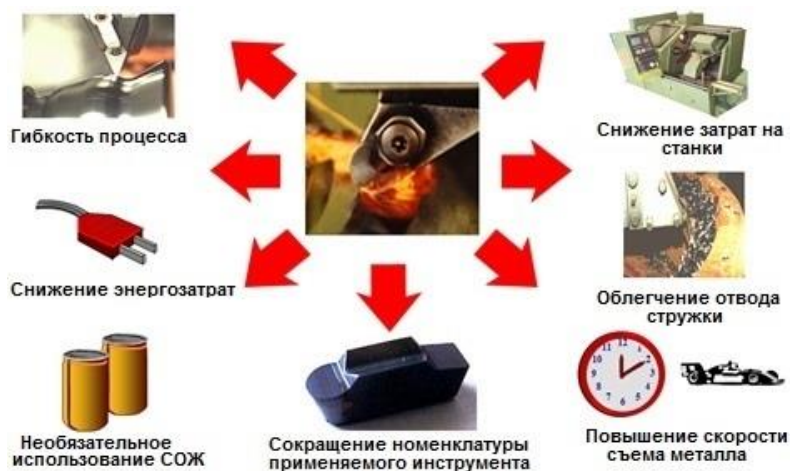 Гибкость процесса
Снижение затрат на
станки
Снижение энергозатрат
Облегчение отвода
стружки
Необязательное
использование СОЖ
Сокращение номенклатуры
применяемого инструмента
Повышение скорости
съема металла